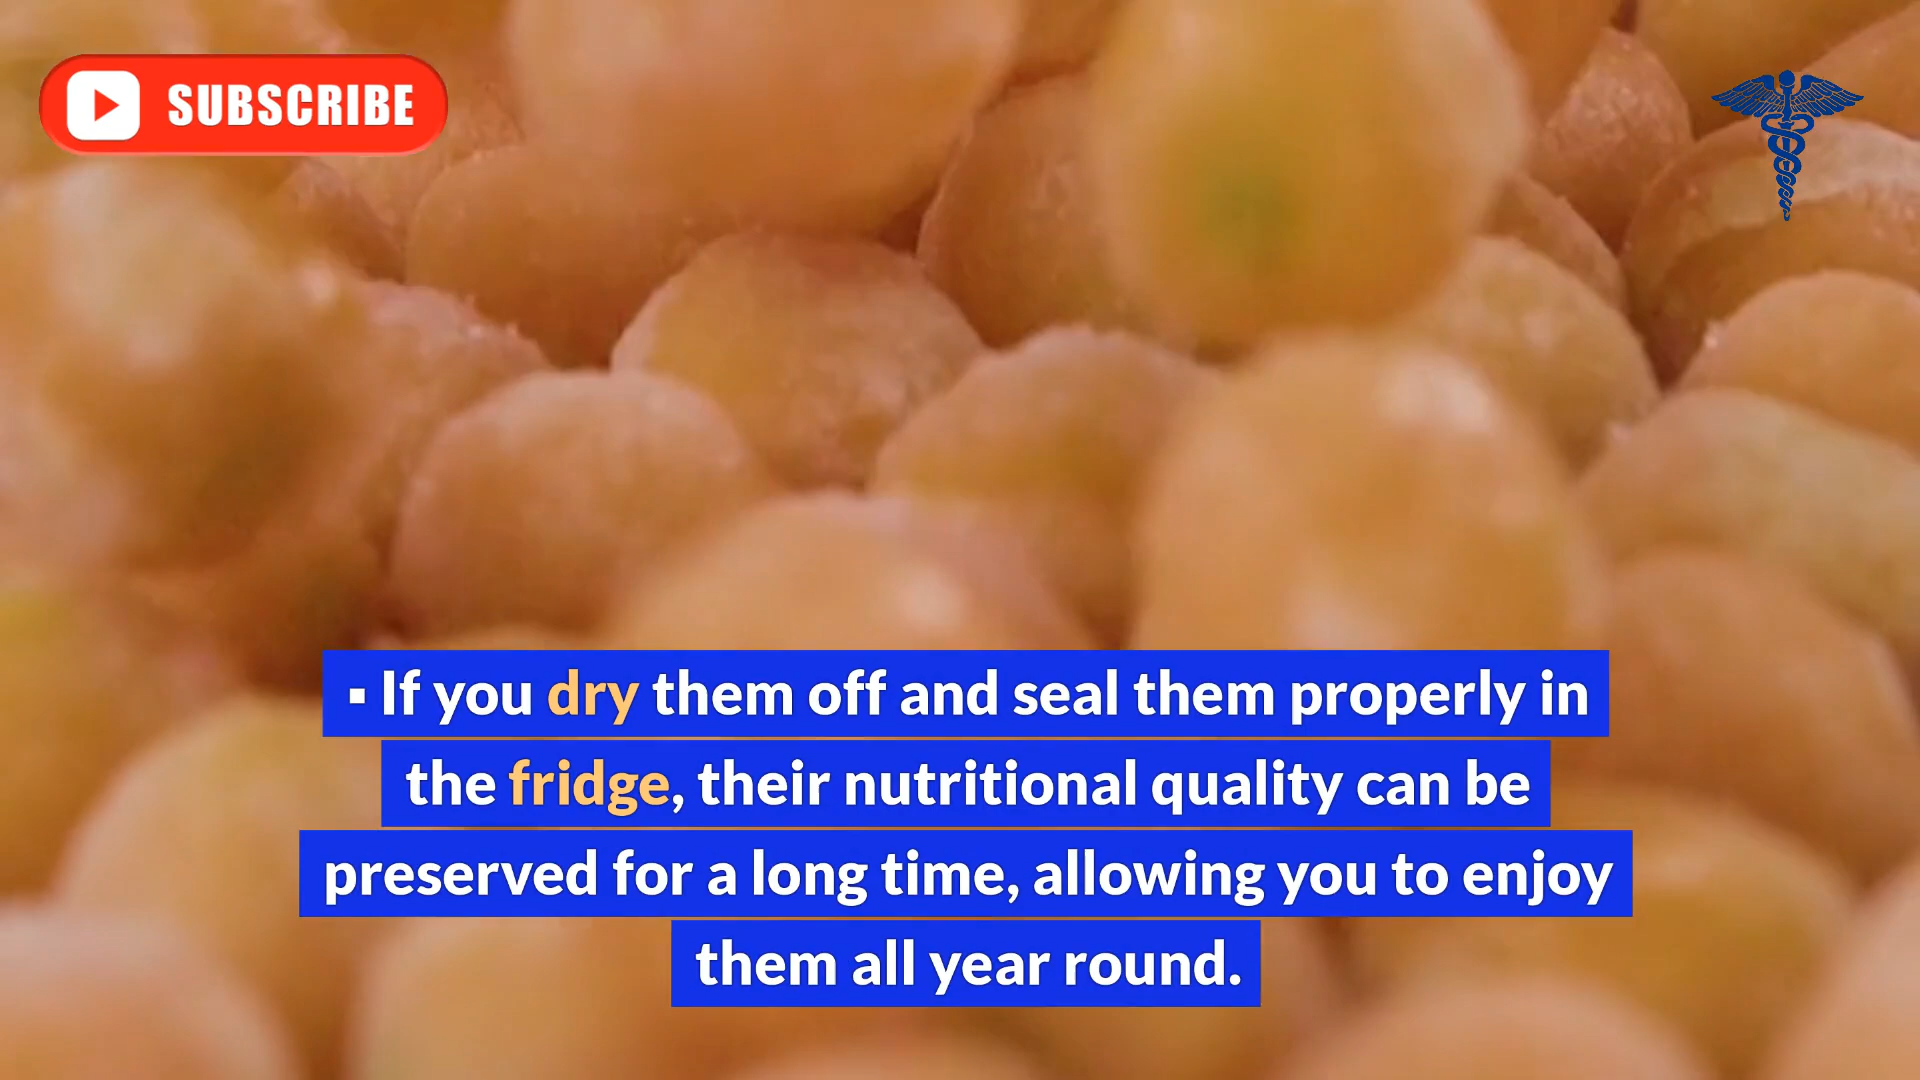 SUBSCRIBE
▪ If you dry them off and seal them properly in
the fridge, their nutritional quality can be
preserved for a long time, allowing you to enjoy
them all year round.